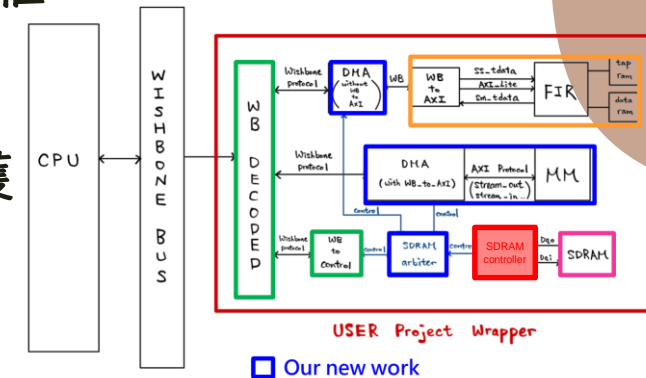 CPU
WISHBONE BUS
WB DECODED
Wishbone
protocol
DMA
(without
WB
to
AXI)
WB
WB
to
AXI
ss_tdata
AXI_Lite
sm_tdata
FIR
tap
ram
data
ram
Wishbone
protocol
DMA
(with WB_to_AXI)
AXI Protocol
(stream_out
stream_in...
MM
control
control
Wishbone
protocol
WB
to
Control
control
SDRAM
arbiter
control
SDRAM
controller
Dqo
Dqi
SDRAM
USER Project Wrapper
Our new work